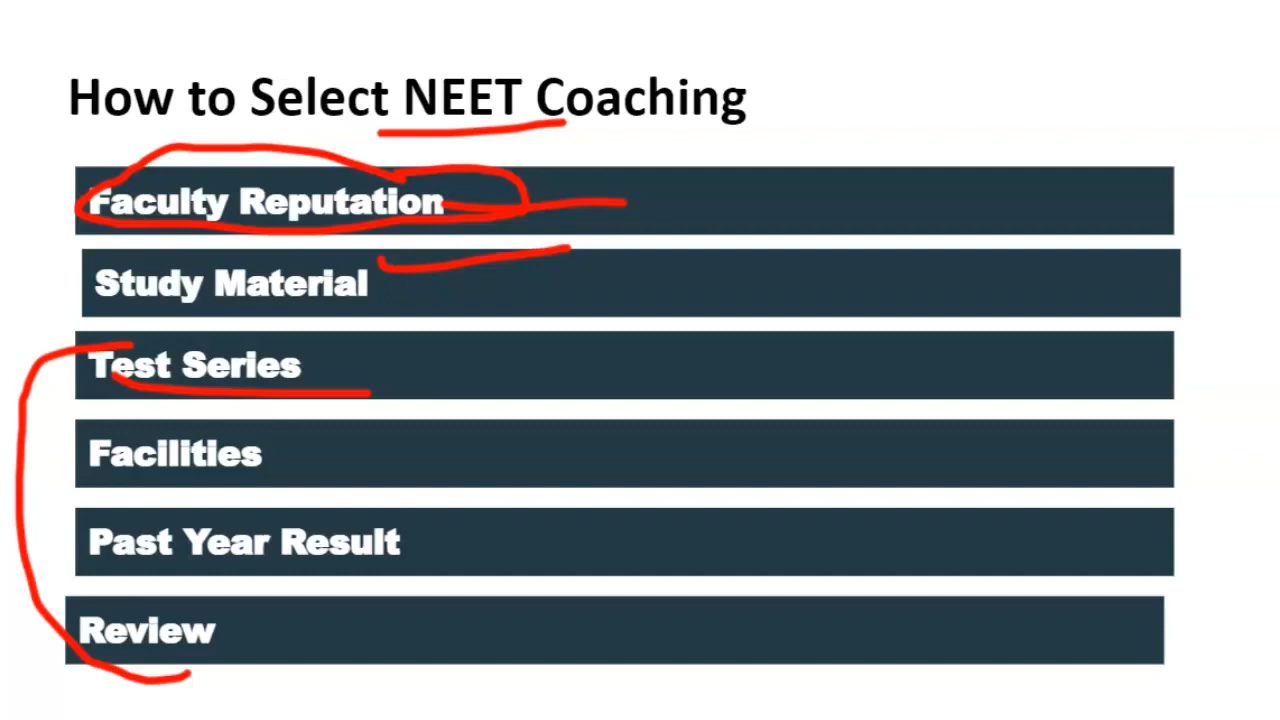 How to Select NEET Coaching
Faculty Reputation
Study Material
Test Series
Facilities
Past Year Result
Review